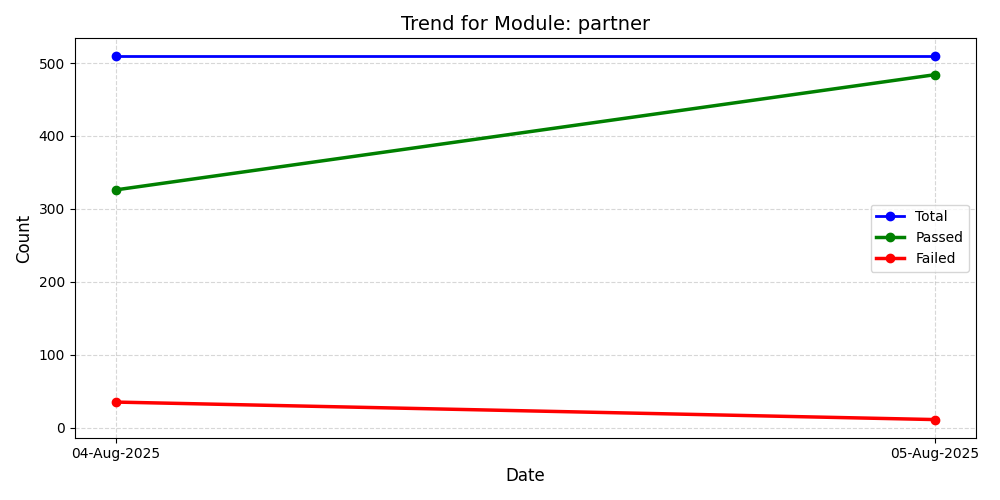 Trend for Module: partner
500
400
300
200
100
0
Count
Total
Passed
Failed
04-Aug-2025
05-Aug-2025
Date